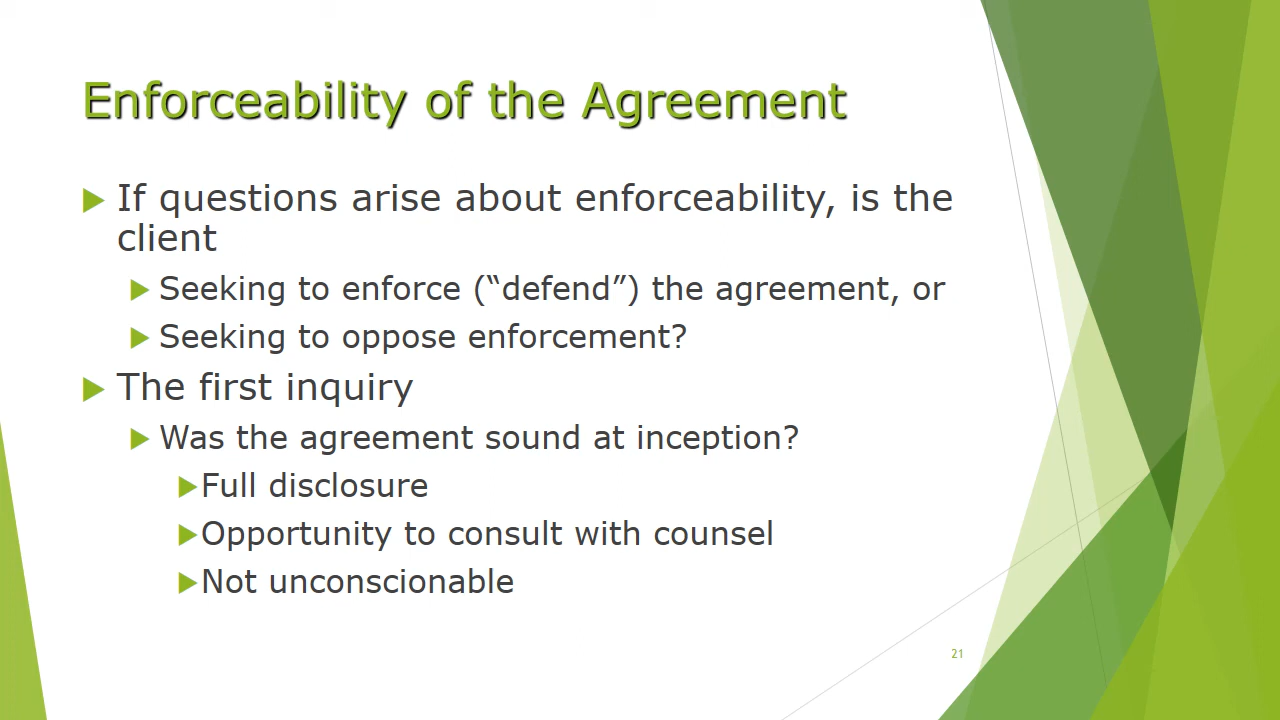 Enforceability of the Agreement
If questions arise about enforceability, is the
client
Seeking to enforce (“defend”) the agreement, or
Seeking to oppose enforcement?
The first inquiry
Was the agreement sound at inception?
Full disclosure
Opportunity to consult with counsel
Not unconscionable
21